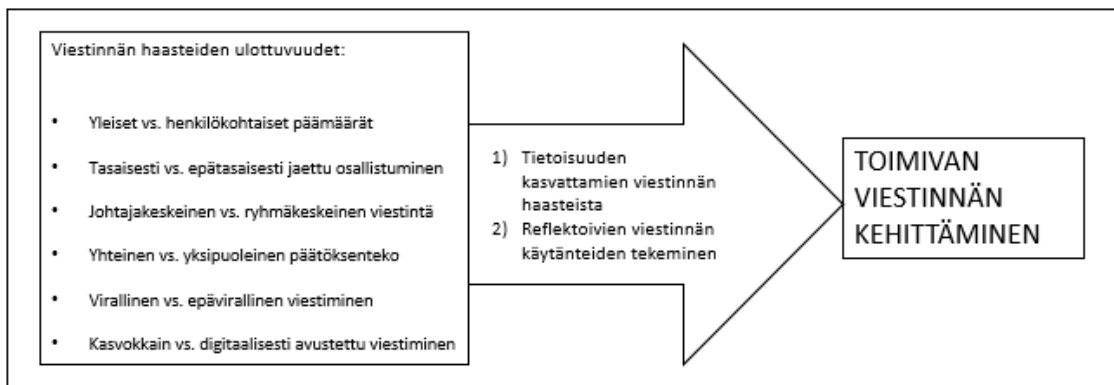 Viestinnän haasteiden ulottuvuudet:
• Yleiset vs. henkilökohtaiset päämäärät
• Tasaisesti vs. epätasaisesti jaettu osallistuminen
• Johtajakeskeinen vs. ryhmäkeskeinen viestintä
• Yhteinen vs. yksipuoleinen päätöksenteko
• Virallinen vs. epävirallinen viestiminen
• Kasvokkain vs. digitaalisesti avustettu viestiminen
1) Tietoisuuden
kasvattamien viestinnän
haasteista
2) Reflektoivien viestinnän
käytänteiden tekeminen
TOIMIVAN
VIESTINNÄN
KEHITTÄMINEN